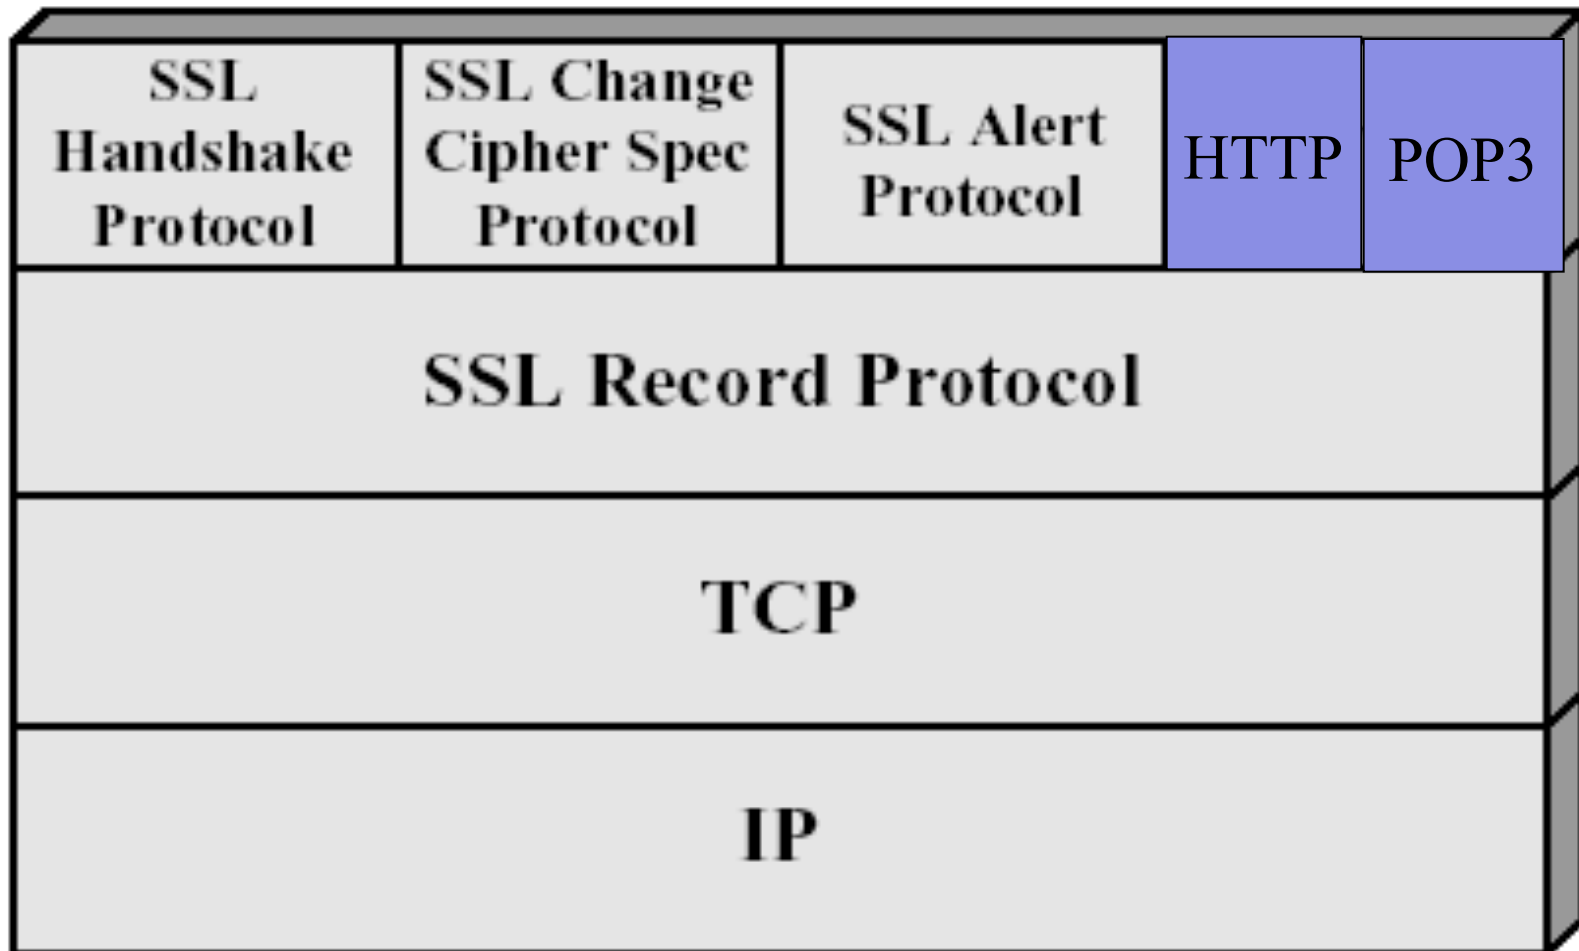 SSL
Handshake
Protocol
SSL Change
Cipher Spec
Protocol
SSL Alert
Protocol
HTTP
POP3
SSL Record Protocol
TCP
IP